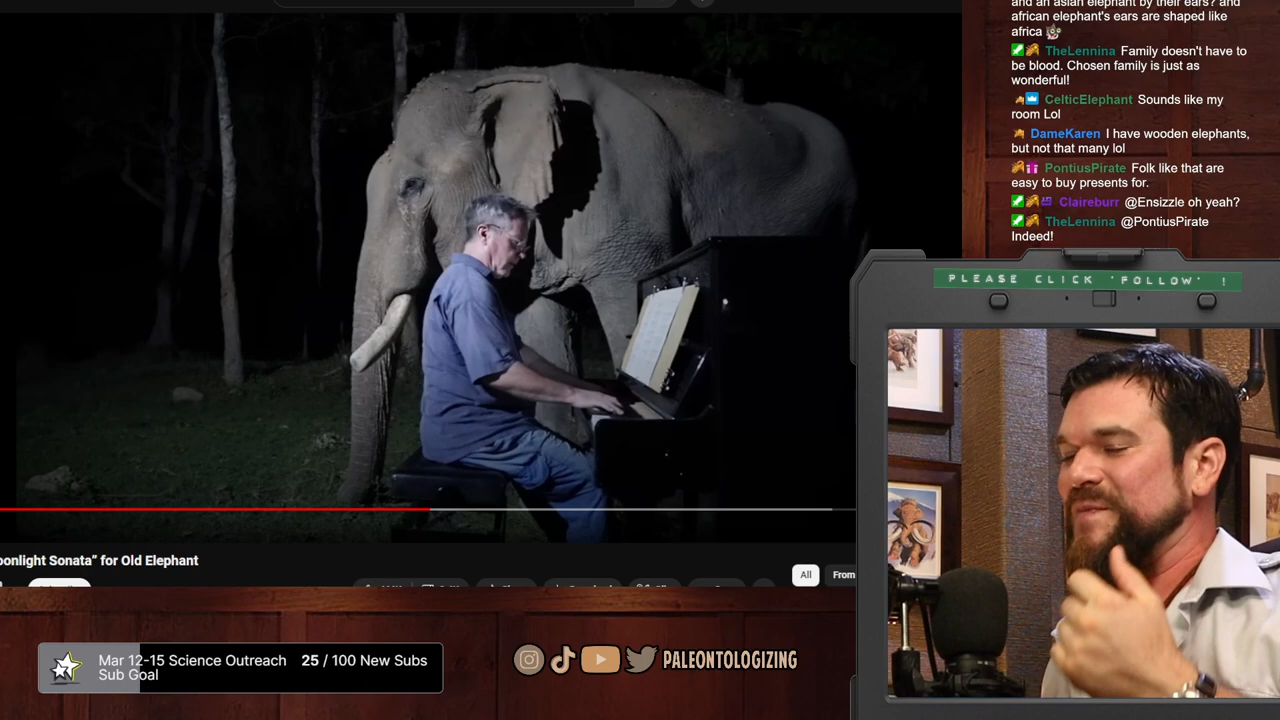 and an asian elephant by their ears? and
african elephant's ears are shaped like
africa
TheLennina Family doesn't have to
be blood. Chosen family is just as
wonderful!
CelticElephant Sounds like my
room Lol
DameKaren I have wooden elephants,
but not that many lol
PontiusPirate Folk like that are
easy to buy presents for.
Claireburr @Ensizzle oh yeah?
TheLennina @PontiusPirate
Indeed!
PLEASE CLICK "FOLLOW" !
oonlight Sonata” for Old Elephant
All From
Mar 12-15 Science Outreach 25 / 100 New Subs
Sub Goal
PALEONTOLOGIZING